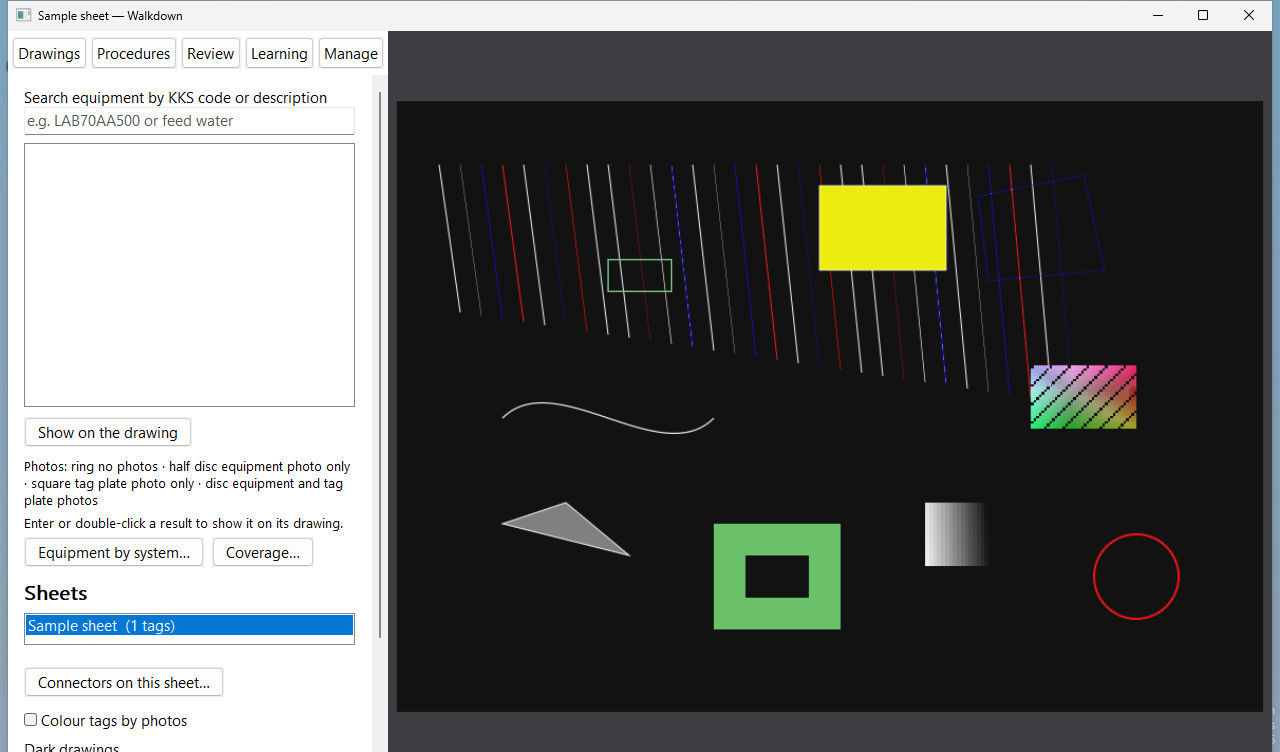 Sample sheet — Walkdown
Drawings Procedures Review Learning Manage
Search equipment by KKS code or description
e.g. LAB70AA500 or feed water
Show on the drawing
Photos: ring no photos · half disc equipment photo only
· square tag plate photo only · disc equipment and tag
plate photos
Enter or double-click a result to show it on its drawing.
Equipment by system... Coverage...
Sheets
Sample sheet (1 tags)
Connectors on this sheet...
Colour tags by photos
Dark drawings